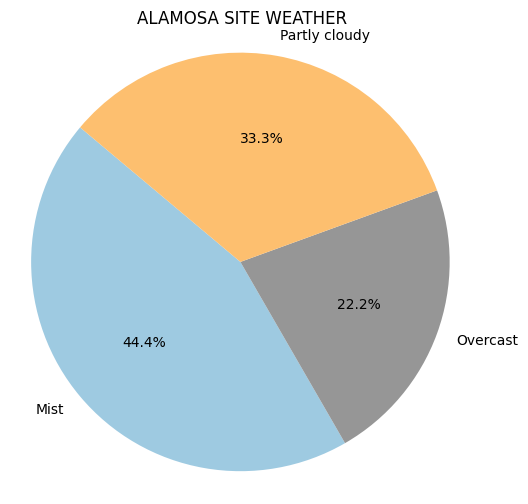 ALAMOSA SITE WEATHER
Partly cloudy
33.3%
22.2%
Overcast
44.4%
Mist